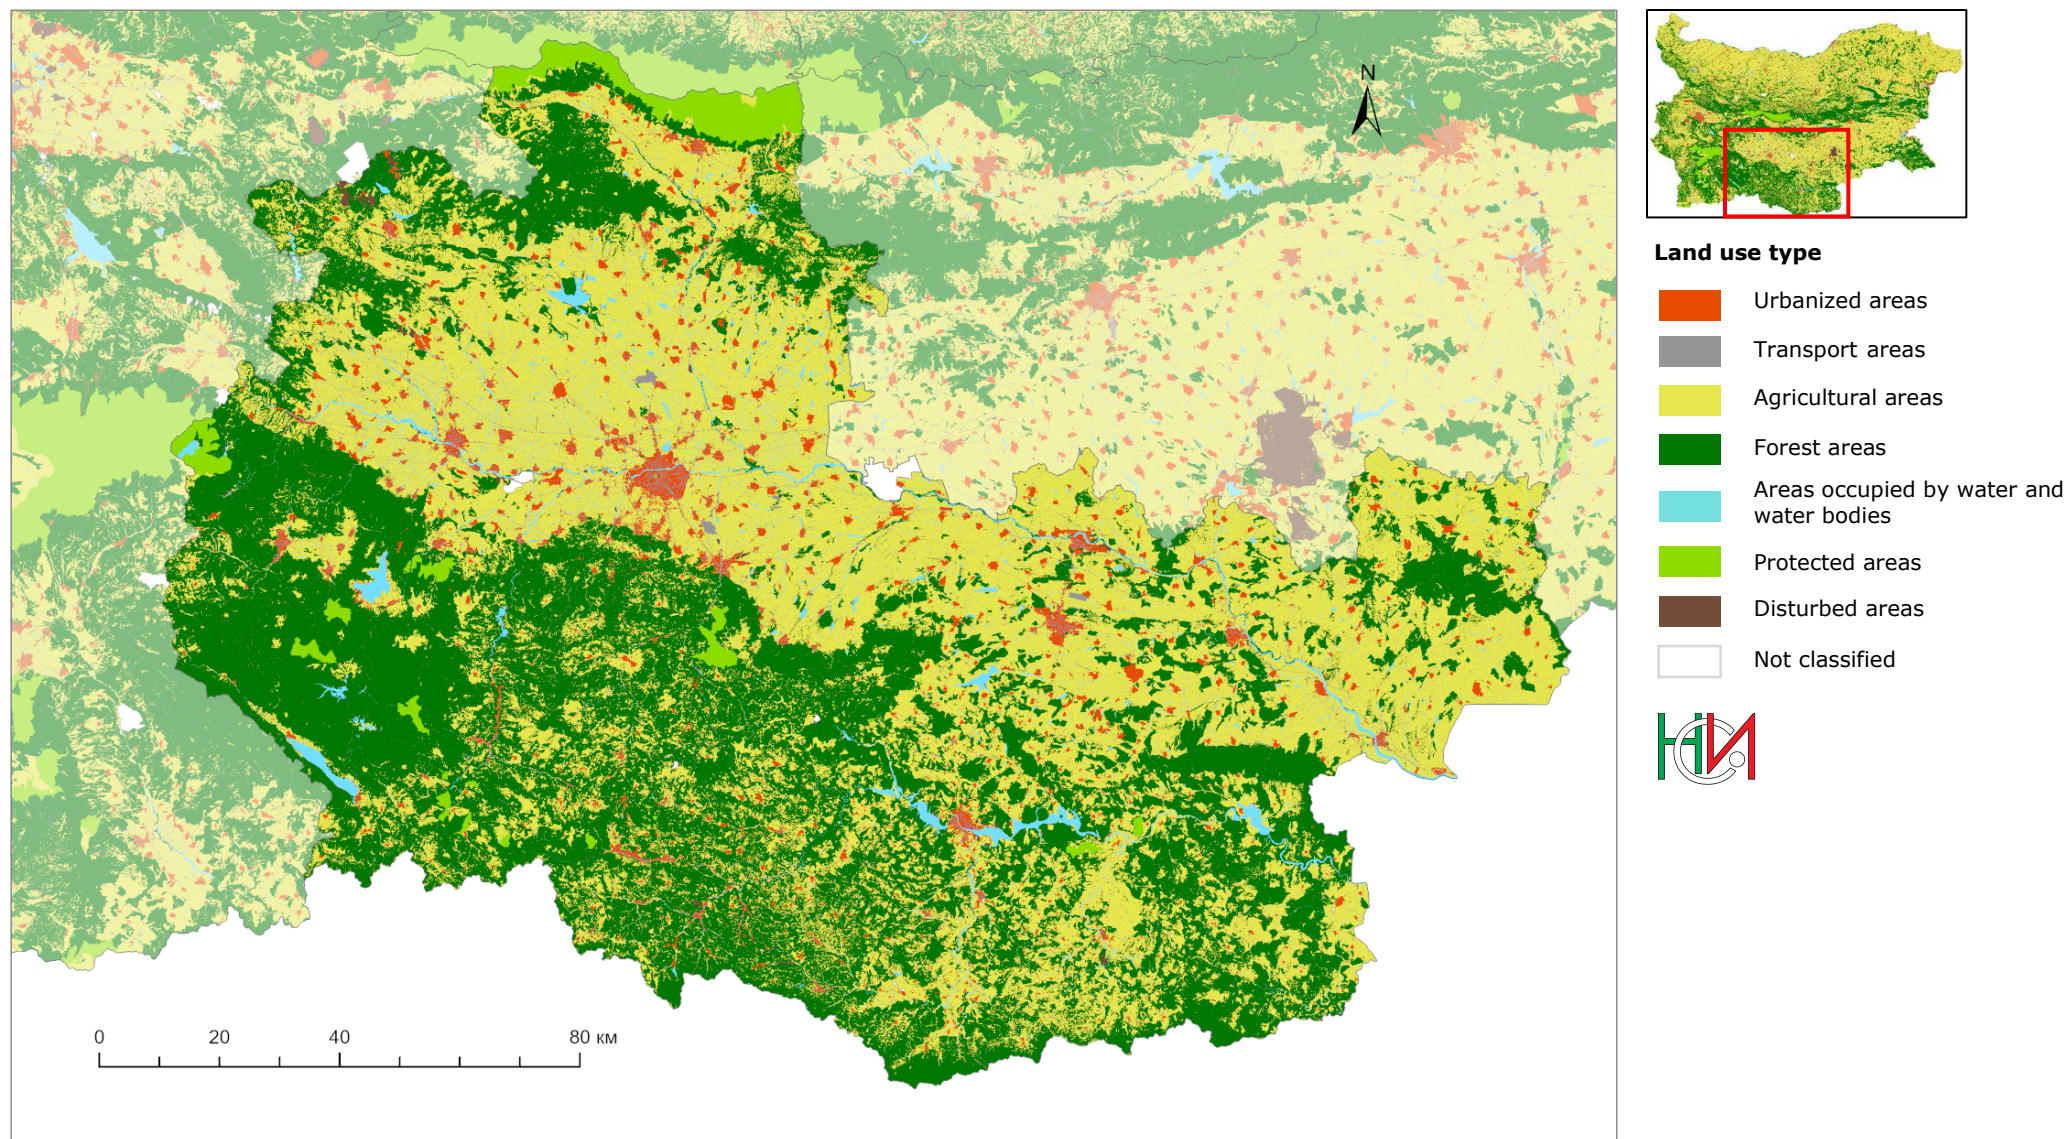 N
Land use type
Urbanized areas
Transport areas
Agricultural areas
Forest areas
Areas occupied by water and
water bodies
Protected areas
Disturbed areas
Not classified
НСИ
0 20 40 80 км